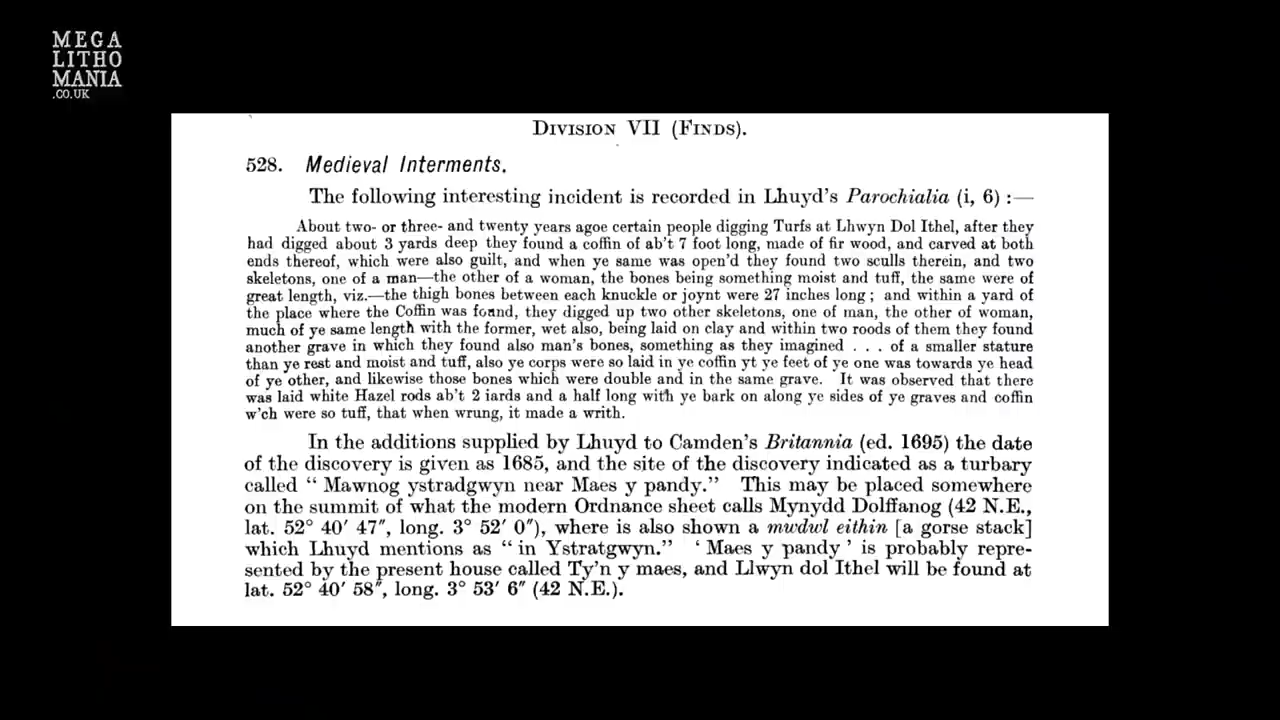 MEGA
LITHO
MANIA
.CO.UK
DIVISION VII (FINDS).
528. Medieval Interments.
The following interesting incident is recorded in Lhuyd's Parochialia (i, 6) :—
About two- or three- and twenty years agoe certain people digging Turfs at Lhwyn Dol Ithel, after they
had digged about 3 yards deep they found a coffin of ab't 7 foot long, made of fir wood, and carved at both
ends thereof, which were also guilt, and when ye same was open'd they found two sculls therein, and two
skeletons, one of a man—the other of a woman, the bones being something moist and tuff, the same were of
great length, viz.—the thigh bones between each knuckle or joynt were 27 inches long ; and within a yard of
the place where the Coffin was found, they digged up two other skeletons, one of man, the other of woman,
much of ye same length with the former, wet also, being laid on clay and within two roods of them they found
another grave in which they found also man's bones, something as they imagined . . . of a smaller stature
than ye rest and moist and tuff, also ye corps were so laid in ye coffin yt ye feet of ye one was towards ye head
of ye other, and likewise those bones which were double and in the same grave. It was observed that there
was laid white Hazel rods ab't 2 iards and a half long with ye bark on along ye sides of ye graves and coffin
w'ch were so tuff, that when wrung, it made a writh.
In the additions supplied by Lhuyd to Camden's Britannia (ed. 1695) the date
of the discovery is given as 1685, and the site of the discovery indicated as a turbary
called “ Mawnog ystradgwyn near Maes y pandy.” This may be placed somewhere
on the summit of what the modern Ordnance sheet calls Mynydd Dolffanog (42 N.E.,
lat. 52° 40′ 47″, long. 3° 52′ 0″), where is also shown a mwdwl eithin [a gorse stack]
which Lhuyd mentions as “ in Ystratgwyn.” ‘ Maes y pandy ’ is probably repre-
sented by the present house called Ty'n y maes, and Llwyn dol Ithel will be found at
lat. 52° 40′ 58″, long. 3° 53′ 6″ (42 N.E.).